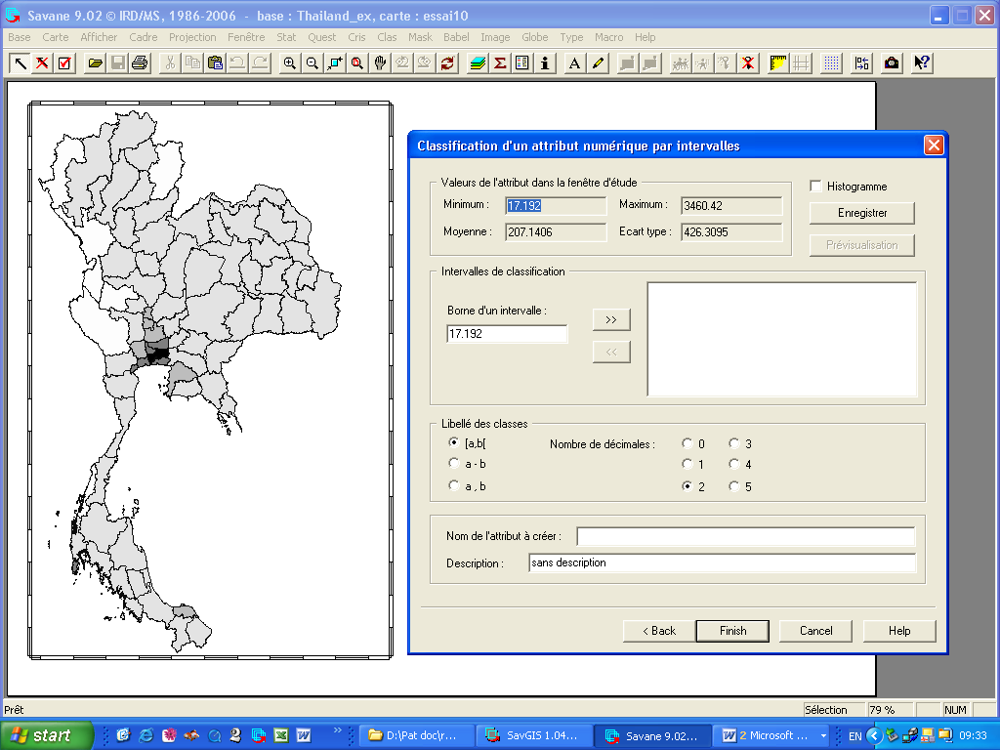 Savane 9.02 © IRD/MS, 1986-2006 - base : Thailand_ex, carte : essai10
Base Carte Afficher Cadre Projection Fenêtre Stat Quest Cris Clas Mask Babel Image Globe Type Macro Help
Classification d'un attribut numérique par intervalles
Valeurs de l'attribut dans la fenêtre d'étude
Histogramme
Minimum : 17.192 Maximum : 3460.42
Enregistrer
Moyenne : 207.1406 Ecart type : 426.3095
Prévisualisation
Intervalles de classification
Borne d'un intervalle :
>>
17.192
<<
Libellé des classes
[a,b[ Nombre de décimales : 0 3
a - b 1 4
a , b 2 5
Nom de l'attribut à créer :
Description : sans description
< Back Finish Cancel Help
Prêt Sélection 79 % NUM
start D:\Pat doc\r... SavGIS 1.04... Savane 9.02... 2 Microsoft ... EN 09:33